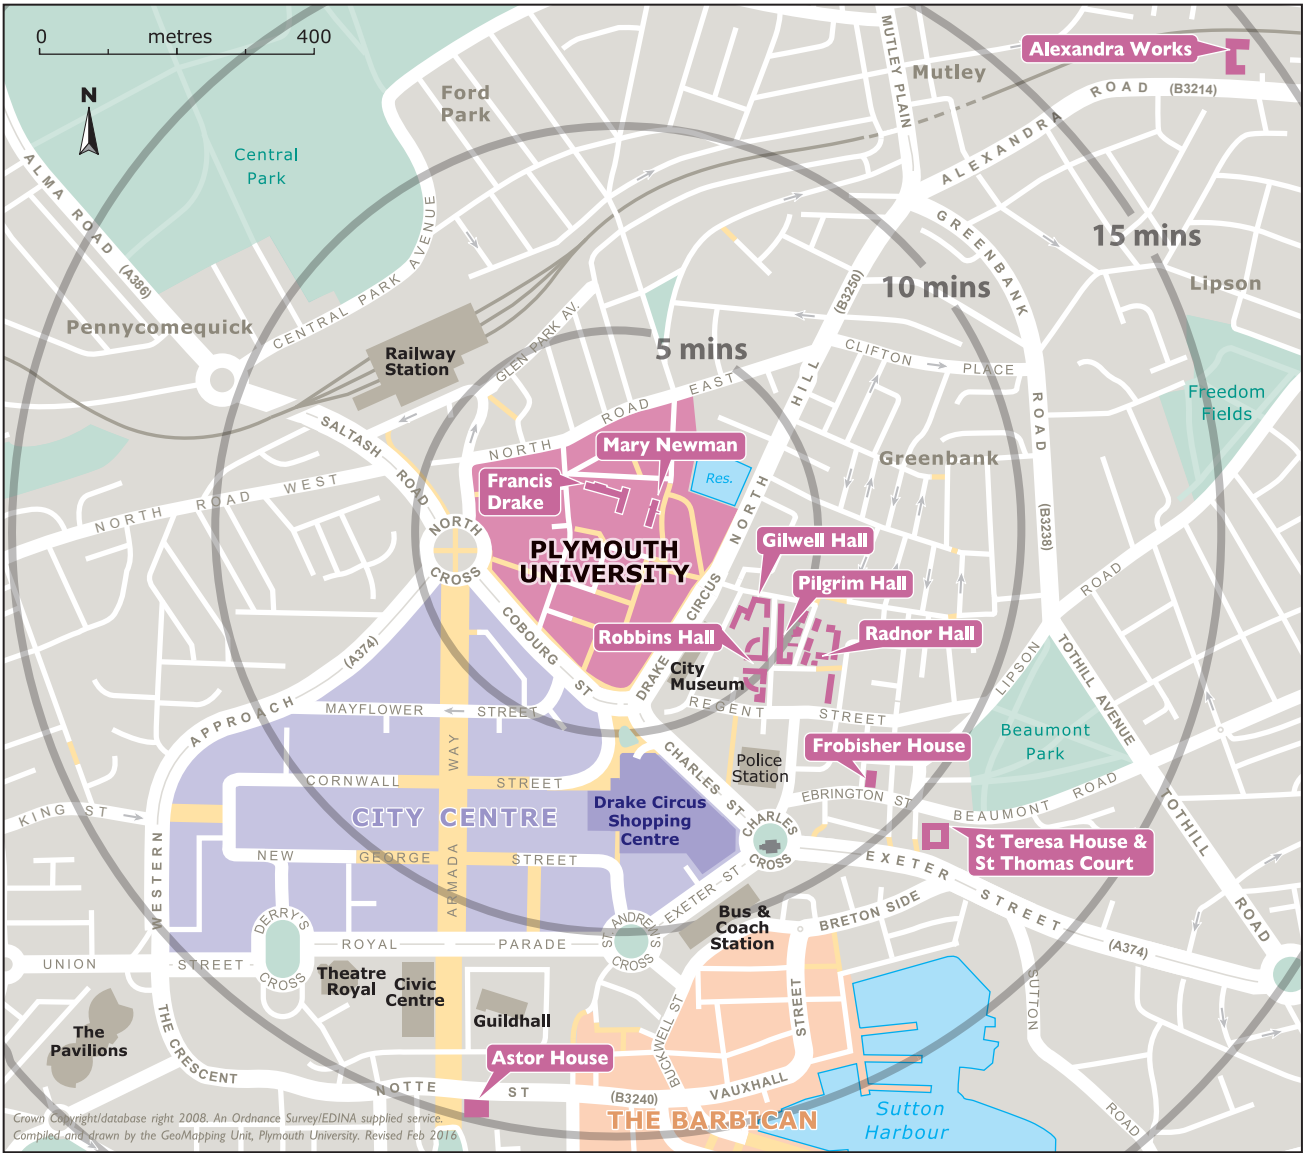 0 metres 400
N
Ford
Park
Mutley
MUTLEY PLAIN
Alexandra Works
ALEXANDRA ROAD (B3214)
Central
Park
ALMA ROAD (A386)
CENTRAL PARK AVENUE
GREENBANK ROAD (B3238)
15 mins
10 mins
5 mins
Lipson
Pennycomequick
Railway
Station
GLEN PARK AV.
(B3250)
NORTH HILL
CLIFTON PLACE
Freedom
Fields
SALTASH ROAD
NORTH ROAD EAST
NORTH ROAD WEST
Mary Newman
Francis
Drake
Res.
Greenbank
NORTH
CROSS
PLYMOUTH
UNIVERSITY
Gilwell Hall
Pilgrim Hall
Robbins Hall
Radnor Hall
COBOURG ST
DRAKE CIRCUS
City
Museum
LIPSON ROAD
TOTHILL AVENUE
TOTHILL ROAD
(A374)
WESTERN APPROACH
MAYFLOWER STREET
REGENT STREET
Beaumont
Park
Frobisher House
Police
Station
CHARLES ST
ARMADA WAY
CORNWALL STREET
KING ST
EBRINGTON ST
BEAUMONT ROAD
CITY CENTRE
Drake Circus
Shopping
Centre
CHARLES
CROSS
St Teresa House &
St Thomas Court
NEW GEORGE STREET
EXETER STREET
(A374)
EXETER ST
Bus &
Coach
Station
BRETON SIDE
DERRY'S
CROSS
ROYAL PARADE
ST ANDREW'S
CROSS
UNION STREET
Theatre
Royal
Civic
Centre
Guildhall
The
Pavilions
THE CRESCENT
BUCKWELL ST
VAUXHALL STREET
SUTTON ROAD
Astor House
NOTTE ST
(B3240)
THE BARBICAN
Sutton
Harbour
Crown Copyright/database right 2008. An Ordnance Survey/EDINA supplied service.
Compiled and drawn by the GeoMapping Unit, Plymouth University. Revised Feb 2016